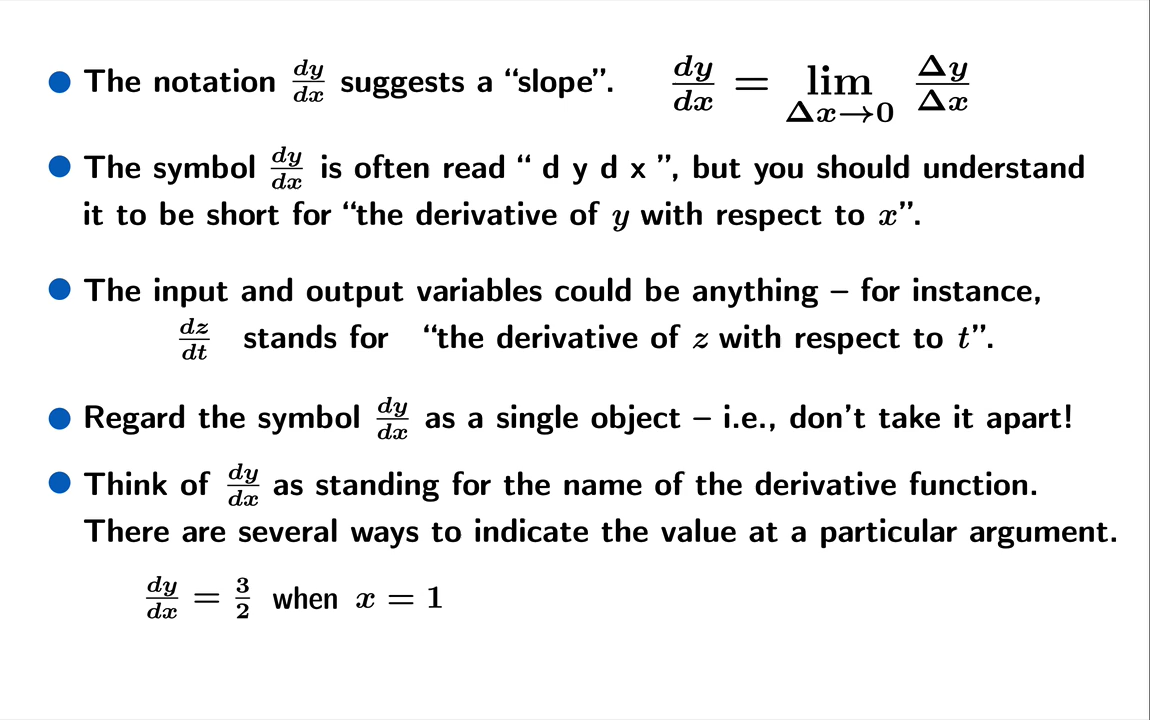 ● The notation dy/dx suggests a “slope”. dy/dx = lim Δx→0 Δy/Δx
● The symbol dy/dx is often read “ d y d x ”, but you should understand
it to be short for “the derivative of y with respect to x”.
● The input and output variables could be anything – for instance,
dz/dt stands for “the derivative of z with respect to t”.
● Regard the symbol dy/dx as a single object – i.e., don’t take it apart!
● Think of dy/dx as standing for the name of the derivative function.
There are several ways to indicate the value at a particular argument.
dy/dx = 3/2 when x = 1